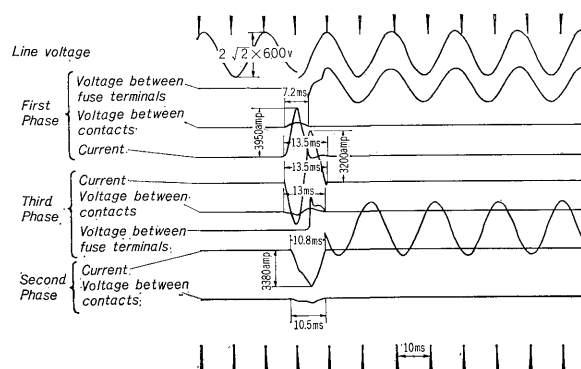 Line voltage
2 √2 × 600v
First Phase
Voltage between fuse terminals
7.2ms
Voltage between contacts
3950amp
13.5ms
3200amp
Current
13.5ms
Third Phase
Current
13ms
Voltage between contacts
Voltage between fuse terminals
10.8ms
Second Phase
Current
3380amp
Voltage between contacts
10.5ms
10ms